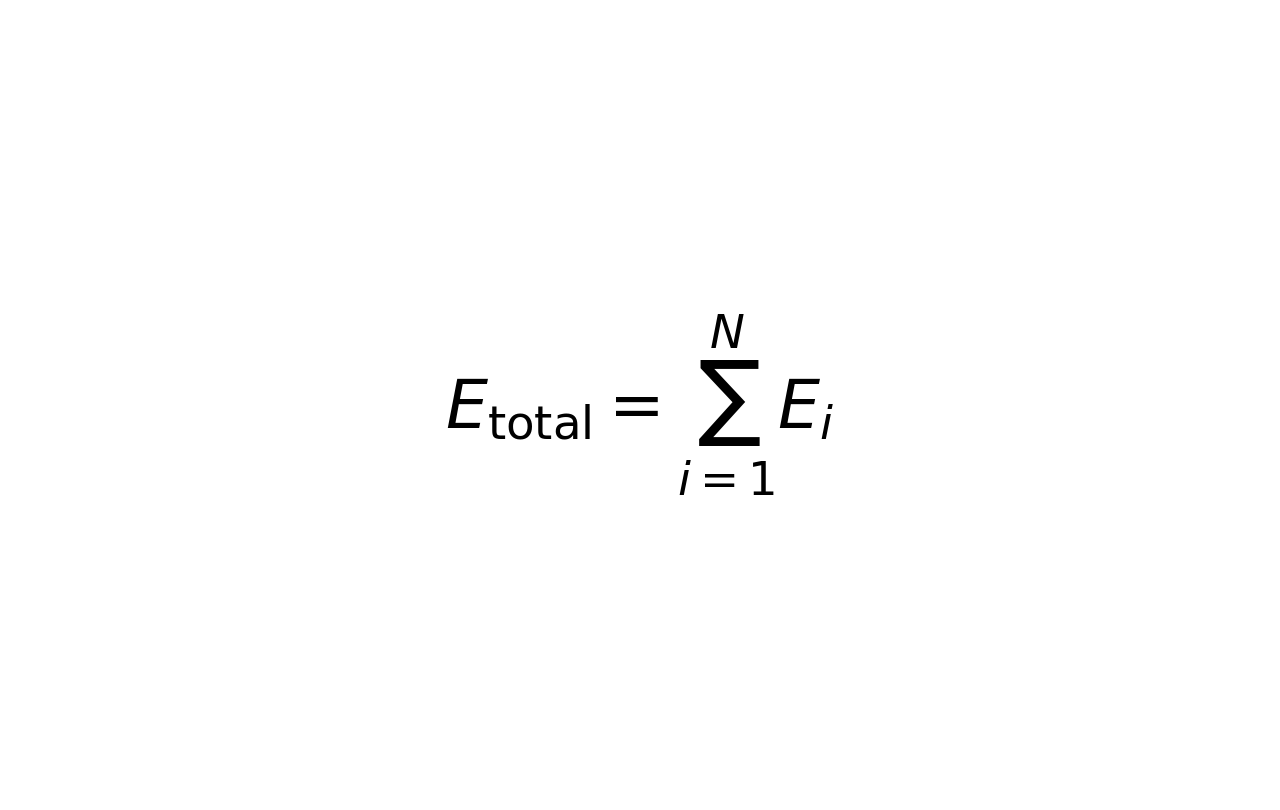 E_total = ∑_{i=1}^{N} E_i